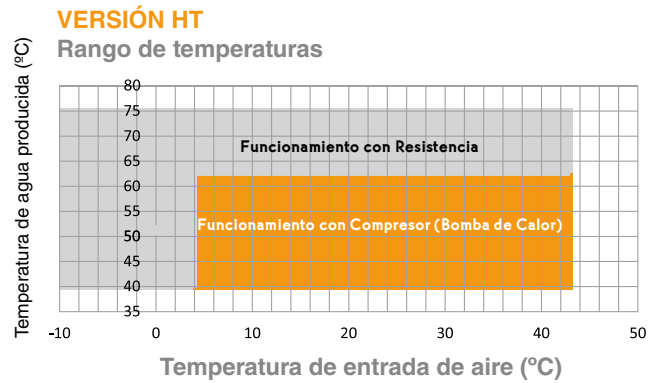 VERSIÓN HT
Rango de temperaturas
Temperatura de agua producida (ºC)
80
75
70
65
60
55
50
45
40
35
Funcionamiento con Resistencia
Funcionamiento con Compresor (Bomba de Calor)
-10 0 10 20 30 40 50
Temperatura de entrada de aire (ºC)